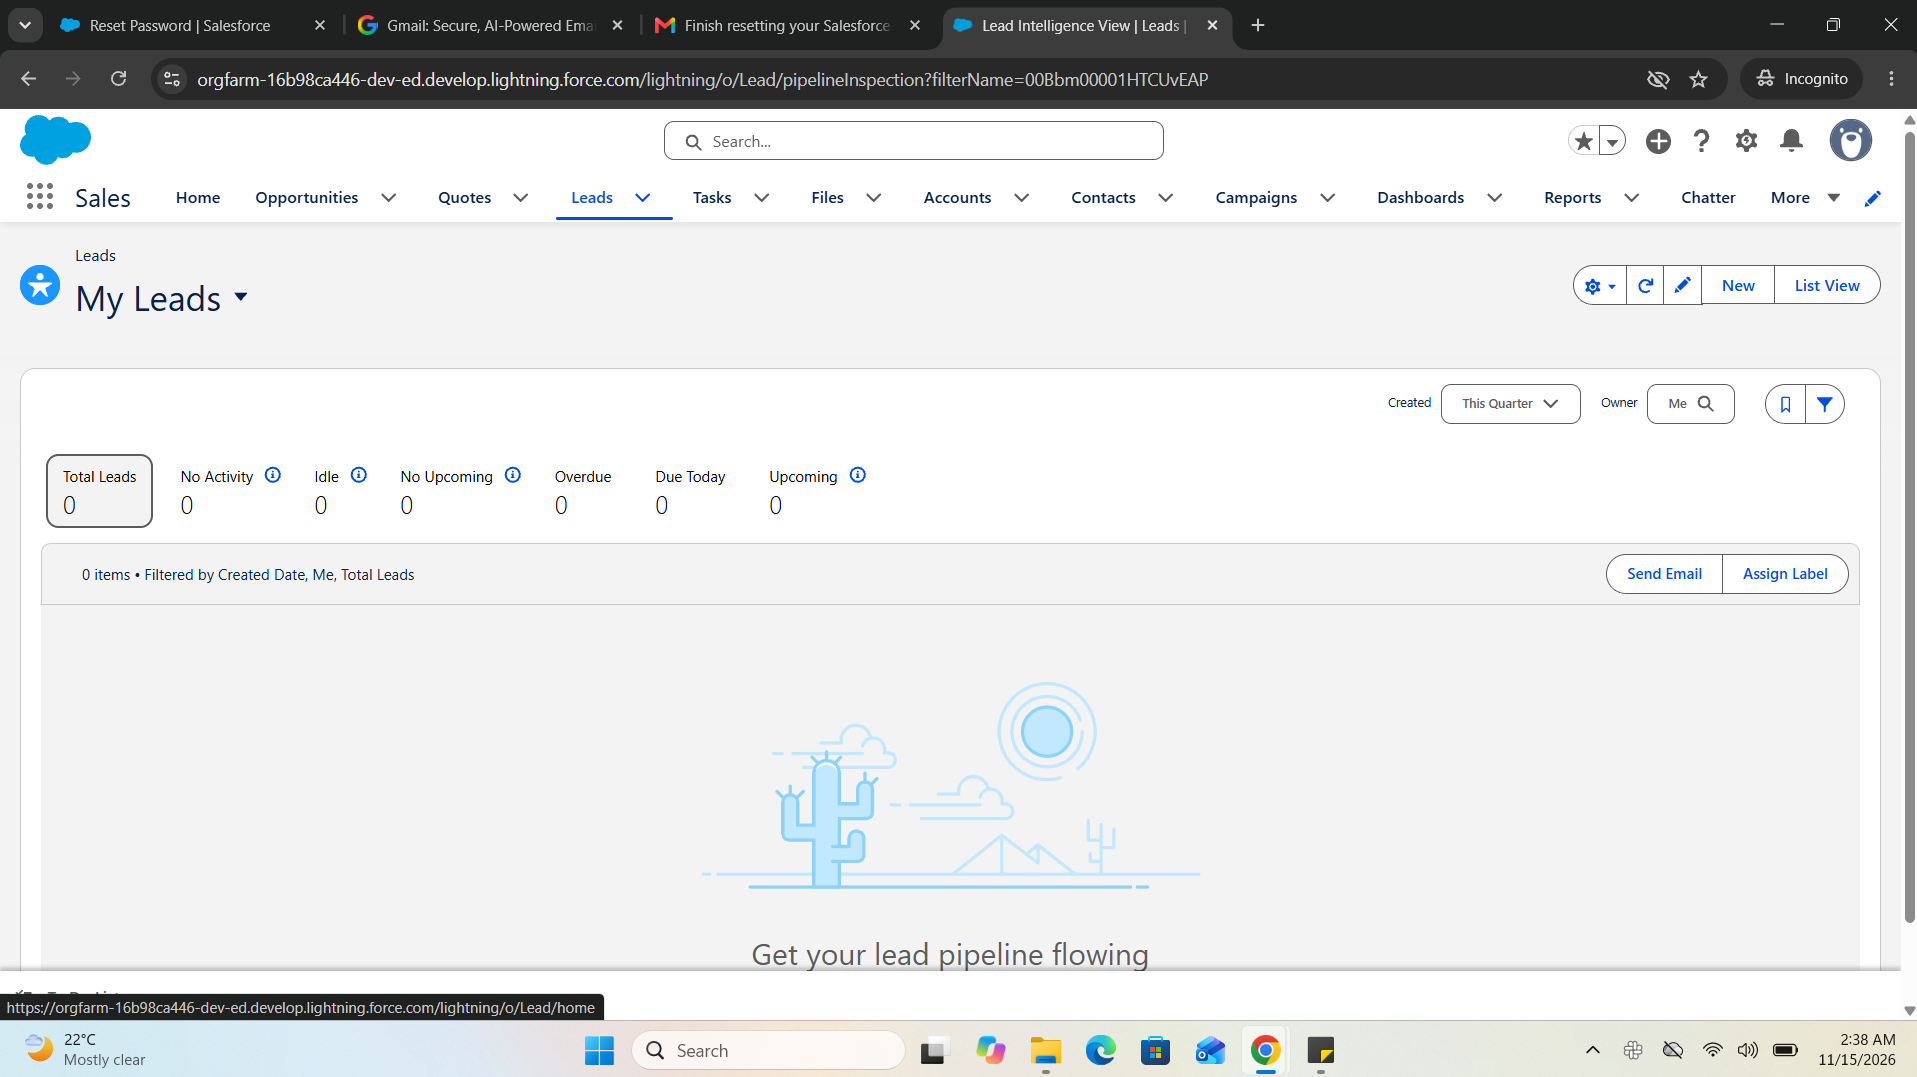 Reset Password | Salesforce
Gmail: Secure, AI-Powered Emai
Finish resetting your Salesforce
Lead Intelligence View | Leads |
orgfarm-16b98ca446-dev-ed.develop.lightning.force.com/lightning/o/Lead/pipelineInspection?filterName=00Bbm00001HTCUvEAP
Incognito
Search...
Sales
Home
Opportunities
Quotes
Leads
Tasks
Files
Accounts
Contacts
Campaigns
Dashboards
Reports
Chatter
More
Leads
My Leads
New
List View
Created
This Quarter
Owner
Me
Total Leads
0
No Activity
0
Idle
0
No Upcoming
0
Overdue
0
Due Today
0
Upcoming
0
0 items • Filtered by Created Date, Me, Total Leads
Send Email
Assign Label
Get your lead pipeline flowing
https://orgfarm-16b98ca446-dev-ed.develop.lightning.force.com/lightning/o/Lead/home
22°C
Mostly clear
Search
2:38 AM
11/15/2026